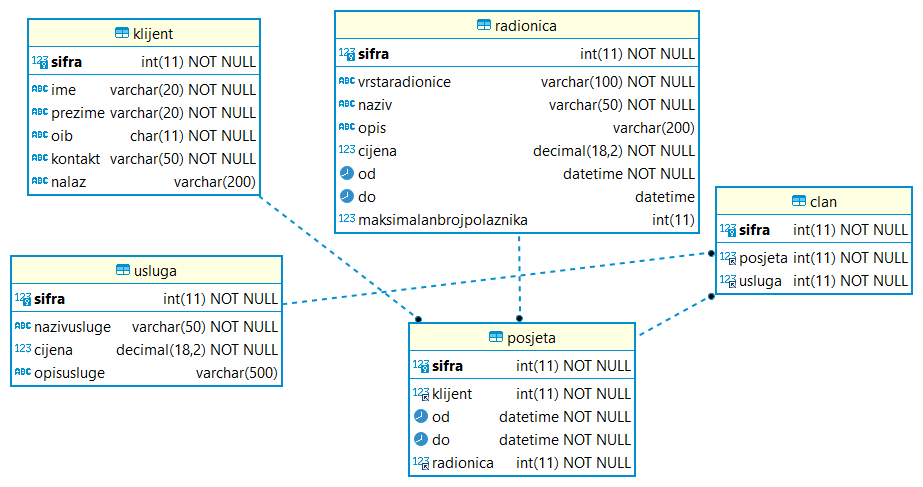 klijent
sifra int(11) NOT NULL
ime varchar(20) NOT NULL
prezime varchar(20) NOT NULL
oib char(11) NOT NULL
kontakt varchar(50) NOT NULL
nalaz varchar(200)
radionica
sifra int(11) NOT NULL
vrstaradionice varchar(100) NOT NULL
naziv varchar(50) NOT NULL
opis varchar(200)
cijena decimal(18,2) NOT NULL
od datetime NOT NULL
do datetime
maksimalanbrojpolaznika int(11)
clan
sifra int(11) NOT NULL
posjeta int(11) NOT NULL
usluga int(11) NOT NULL
usluga
sifra int(11) NOT NULL
nazivusluge varchar(50) NOT NULL
cijena decimal(18,2) NOT NULL
opisusluge varchar(500)
posjeta
sifra int(11) NOT NULL
klijent int(11) NOT NULL
od datetime NOT NULL
do datetime NOT NULL
radionica int(11) NOT NULL